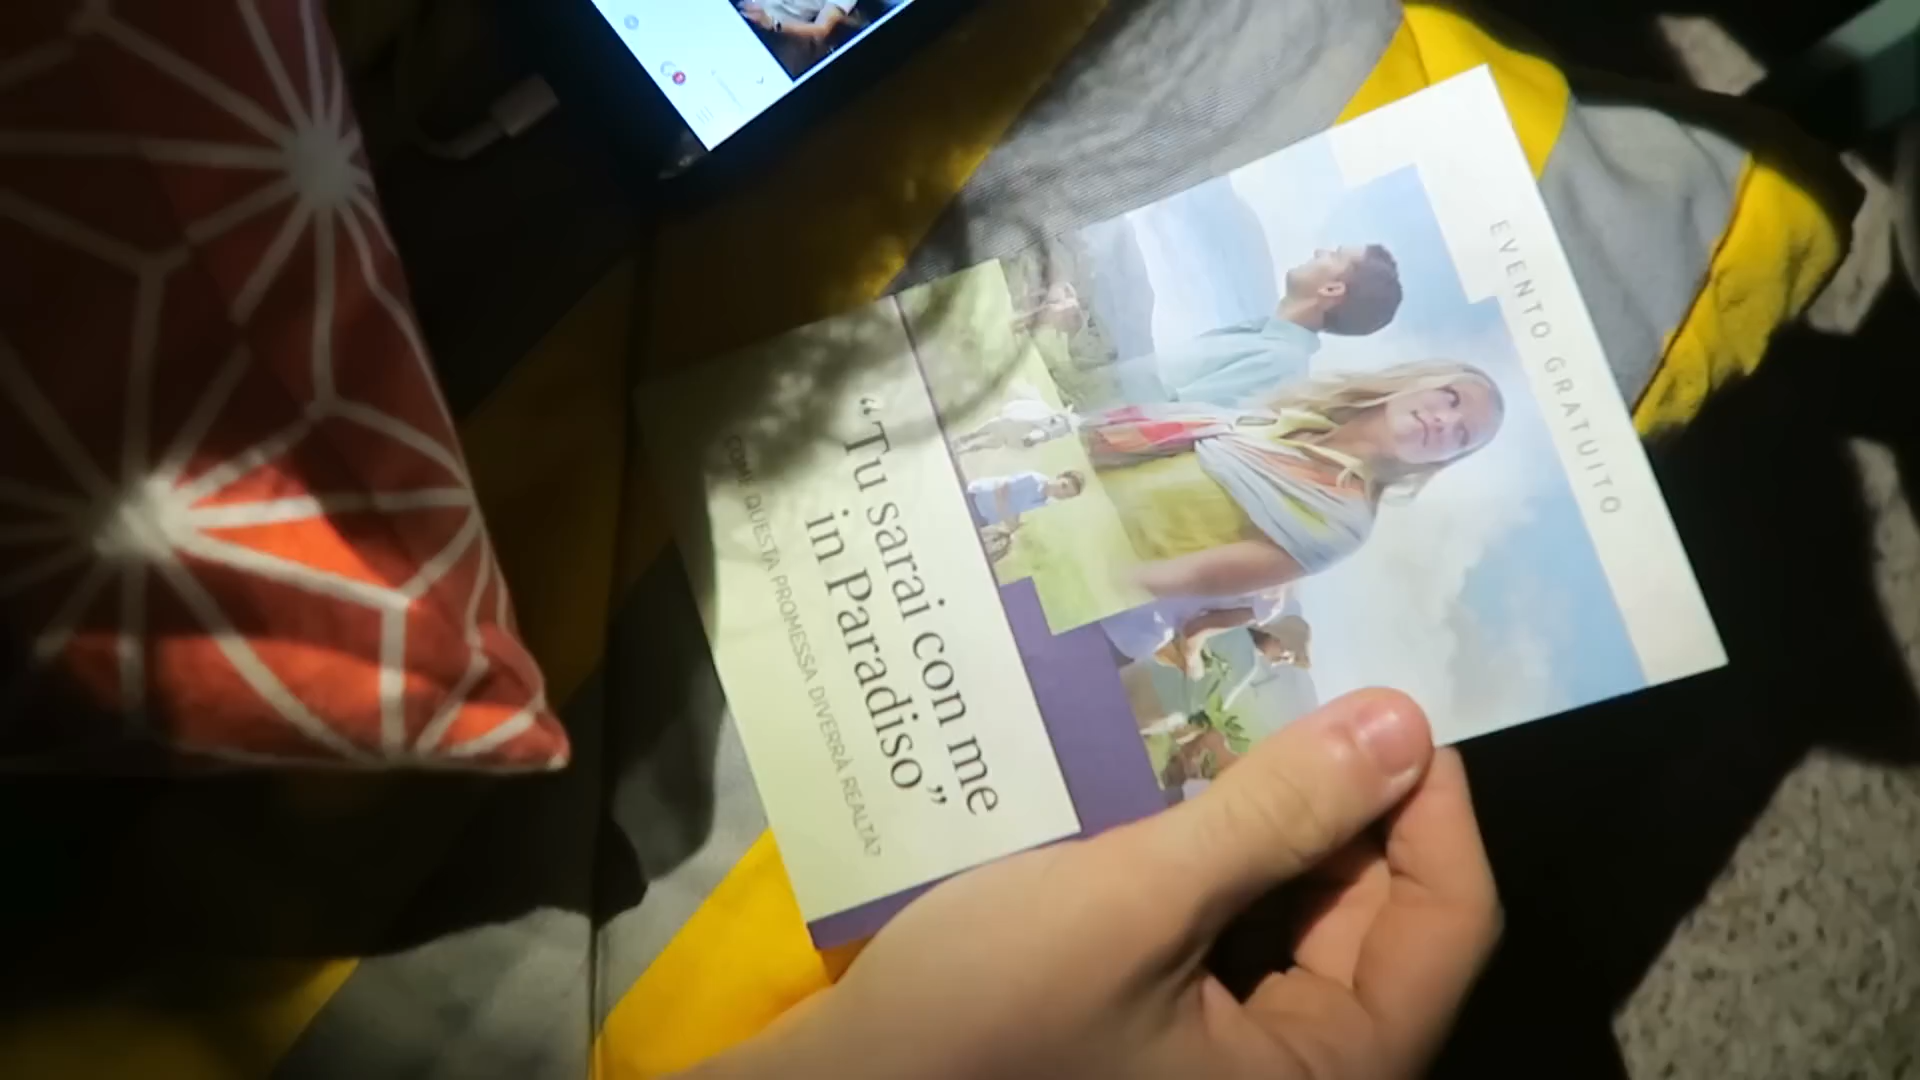 EVENTO GRATUITO
“Tu sarai con me
in Paradiso”
COME QUESTA PROMESSA DIVERRÀ REALTÀ?